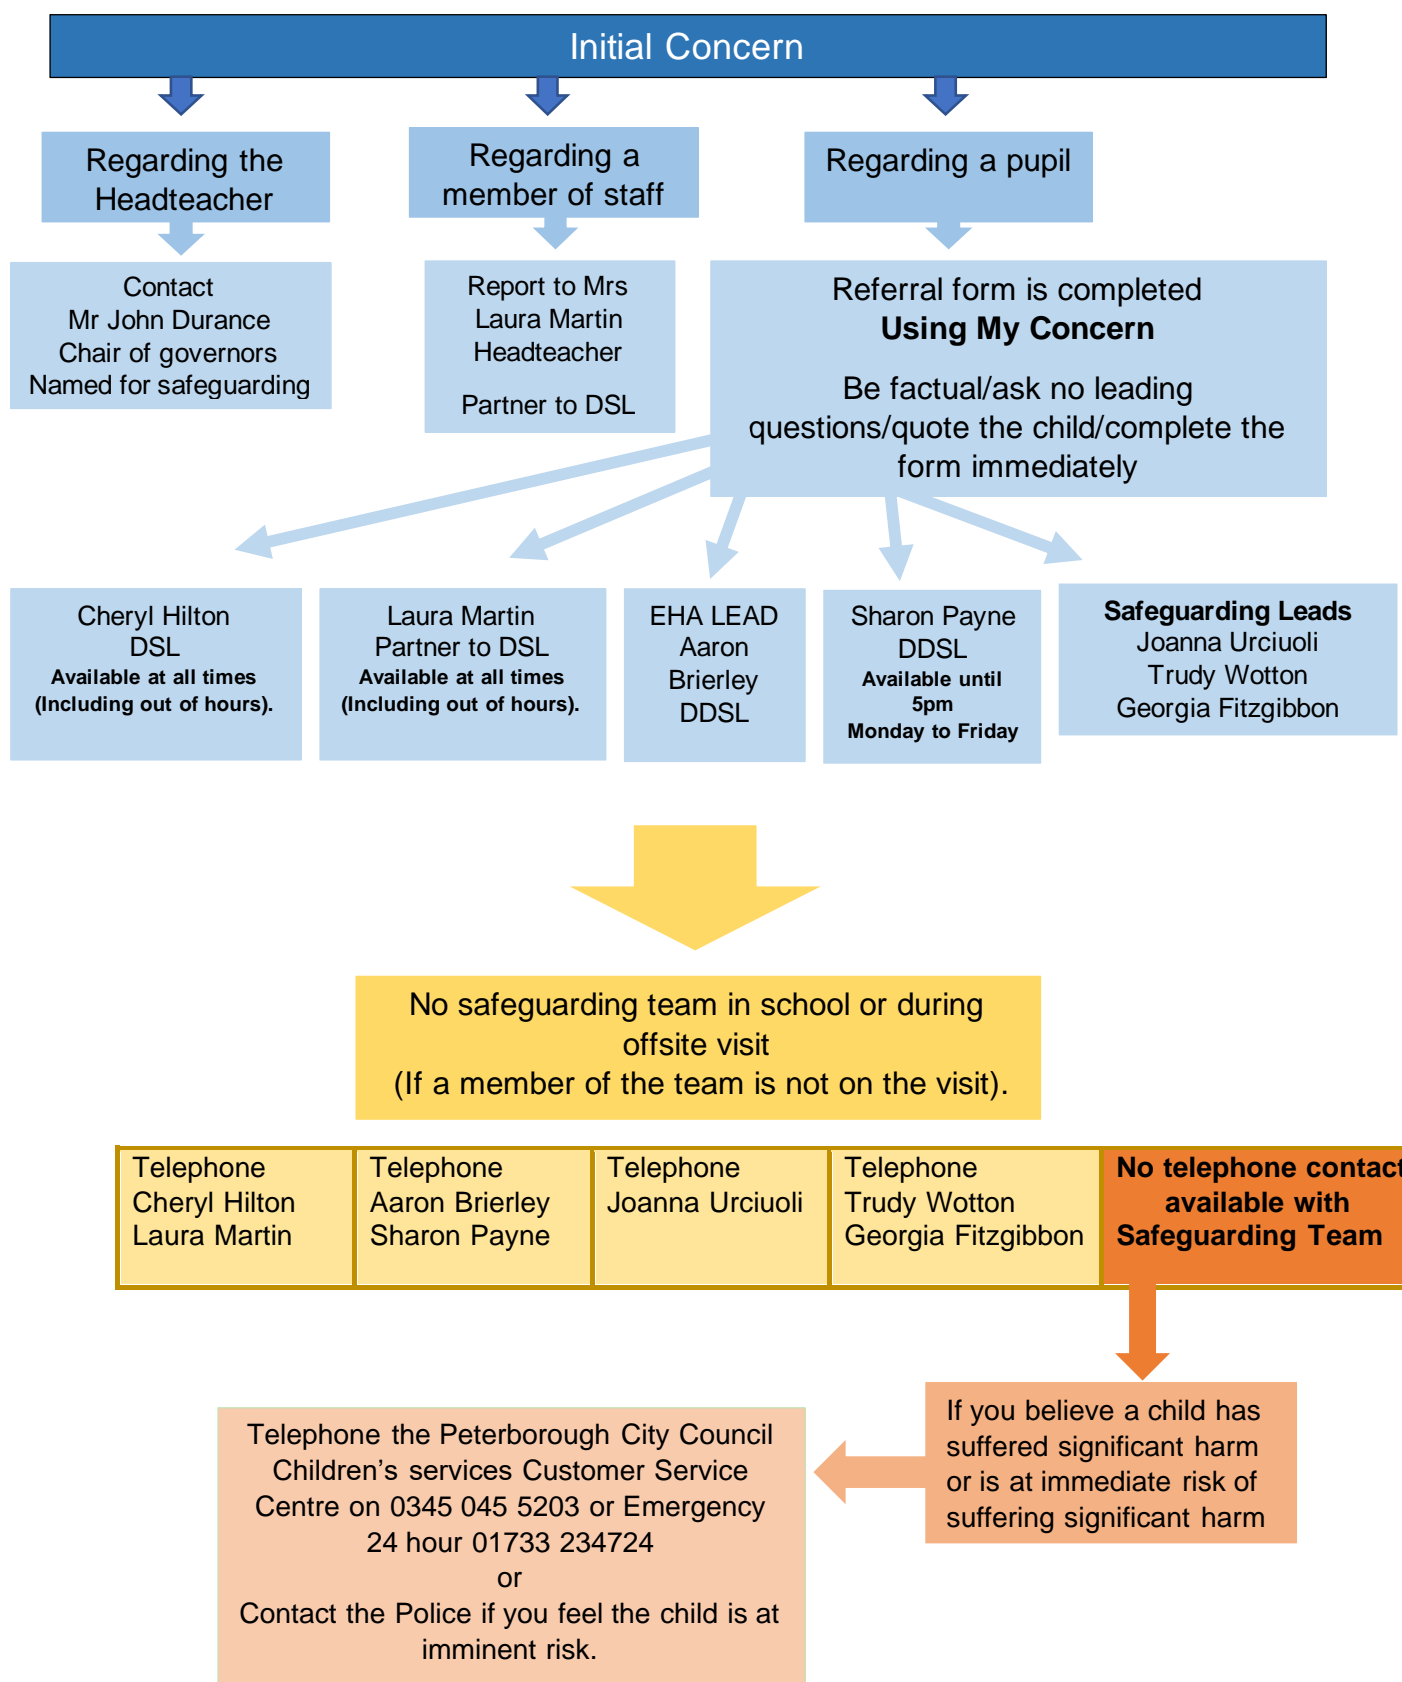 Initial Concern
Regarding the
Headteacher
Regarding a
member of staff
Regarding a pupil
Contact
Mr John Durance
Chair of governors
Named for safeguarding
Report to Mrs
Laura Martin
Headteacher
Partner to DSL
Referral form is completed
Using My Concern
Be factual/ask no leading
questions/quote the child/complete the
form immediately
Cheryl Hilton
DSL
Available at all times
(Including out of hours).
Laura Martin
Partner to DSL
Available at all times
(Including out of hours).
EHA LEAD
Aaron
Brierley
DDSL
Sharon Payne
DDSL
Available until
5pm
Monday to Friday
Safeguarding Leads
Joanna Urciuoli
Trudy Wotton
Georgia Fitzgibbon
No safeguarding team in school or during
offsite visit
(If a member of the team is not on the visit).
Telephone
Cheryl Hilton
Laura Martin
Telephone
Aaron Brierley
Sharon Payne
Telephone
Joanna Urciuoli
Telephone
Trudy Wotton
Georgia Fitzgibbon
No telephone contact
available with
Safeguarding Team
If you believe a child has
suffered significant harm
or is at immediate risk of
suffering significant harm
Telephone the Peterborough City Council
Children’s services Customer Service
Centre on 0345 045 5203 or Emergency
24 hour 01733 234724
or
Contact the Police if you feel the child is at
imminent risk.